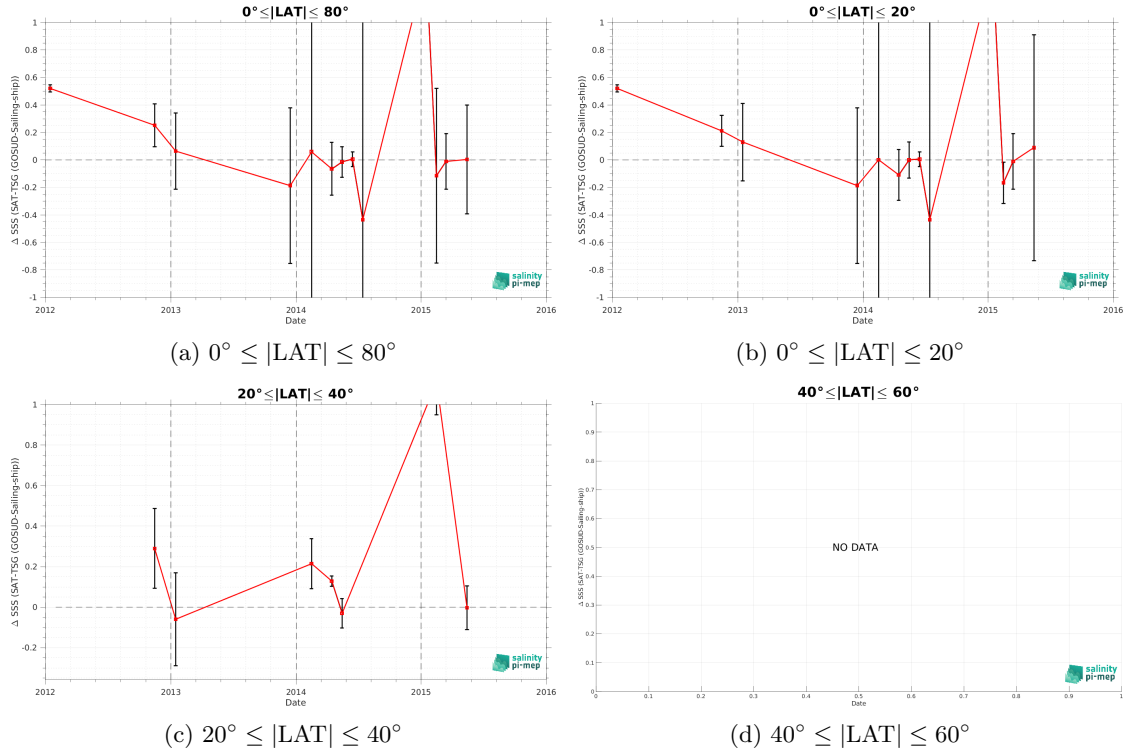 0°≤|LAT|≤ 80°
Δ SSS (SAT-TSG (GOSUD-Sailing-ship))
1
0.8
0.6
0.4
0.2
0
-0.2
-0.4
-0.6
-0.8
-1
2012
2013
2014
2015
2016
Date
salinity
pi-mep
(a) 0° ≤ |LAT| ≤ 80°
0°≤|LAT|≤ 20°
Δ SSS (SAT-TSG (GOSUD-Sailing-ship))
1
0.8
0.6
0.4
0.2
0
-0.2
-0.4
-0.6
-0.8
-1
2012
2013
2014
2015
2016
Date
salinity
pi-mep
(b) 0° ≤ |LAT| ≤ 20°
20°≤|LAT|≤ 40°
Δ SSS (SAT-TSG (GOSUD-Sailing-ship))
1
0.8
0.6
0.4
0.2
0
-0.2
2012
2013
2014
2015
2016
Date
salinity
pi-mep
(c) 20° ≤ |LAT| ≤ 40°
40°≤|LAT|≤ 60°
Δ SSS (SAT-TSG (GOSUD-Sailing-ship))
1
0.9
0.8
0.7
0.6
0.5
0.4
0.3
0.2
0.1
0
NO DATA
0
0.1
0.2
0.3
0.4
0.5
0.6
0.7
0.8
0.9
1
Date
salinity
pi-mep
(d) 40° ≤ |LAT| ≤ 60°